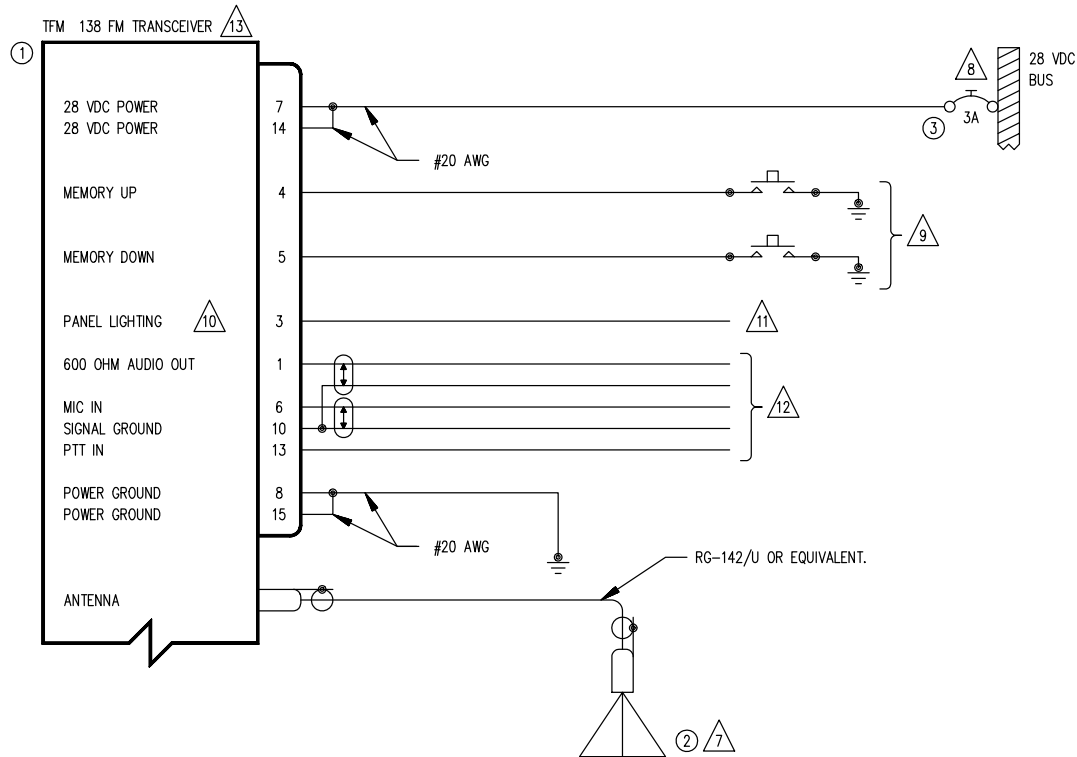 TFM 138 FM TRANSCEIVER 13
1
8
28 VDC
BUS
28 VDC POWER 7
3A
3
28 VDC POWER 14
#20 AWG
MEMORY UP 4
9
MEMORY DOWN 5
PANEL LIGHTING 10 3 11
600 OHM AUDIO OUT 1
MIC IN 6 12
SIGNAL GROUND 10
PTT IN 13
POWER GROUND 8
POWER GROUND 15
#20 AWG
RG-142/U OR EQUIVALENT.
ANTENNA
2 7